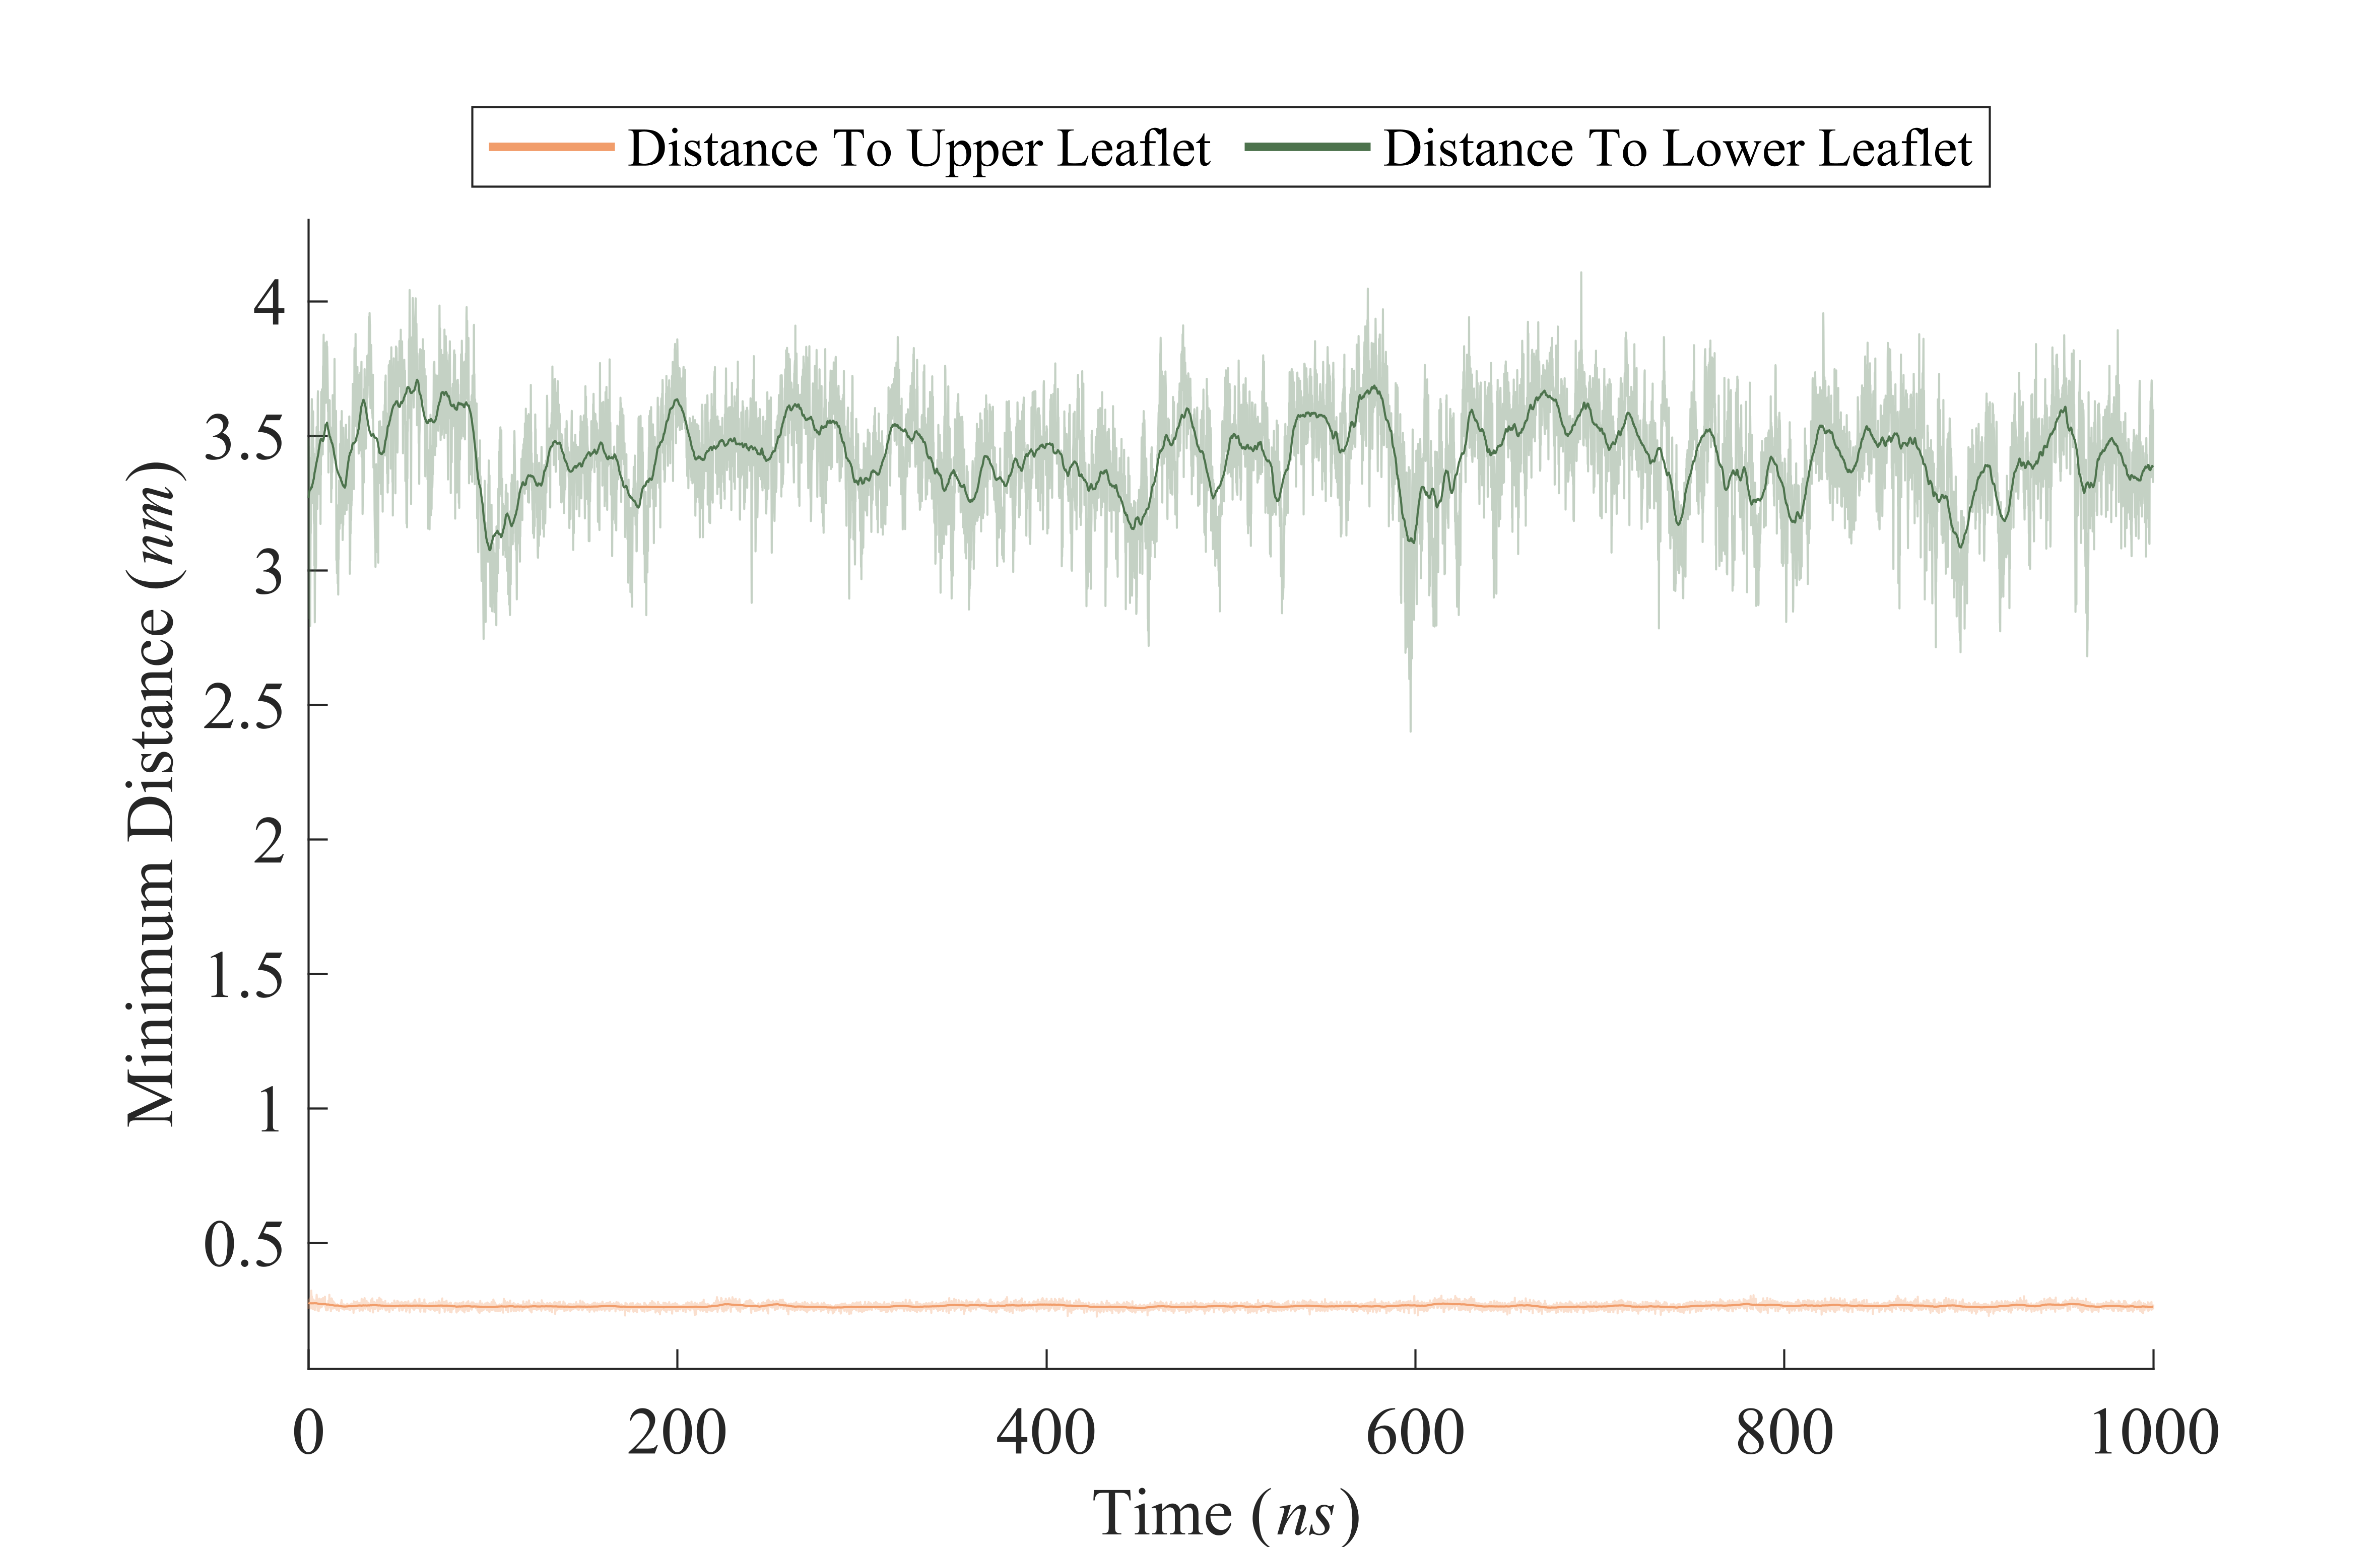 Distance To Upper Leaflet Distance To Lower Leaflet
Minimum Distance (nm)
4
3.5
3
2.5
2
1.5
1
0.5
0 200 400 600 800 1000
Time (ns)